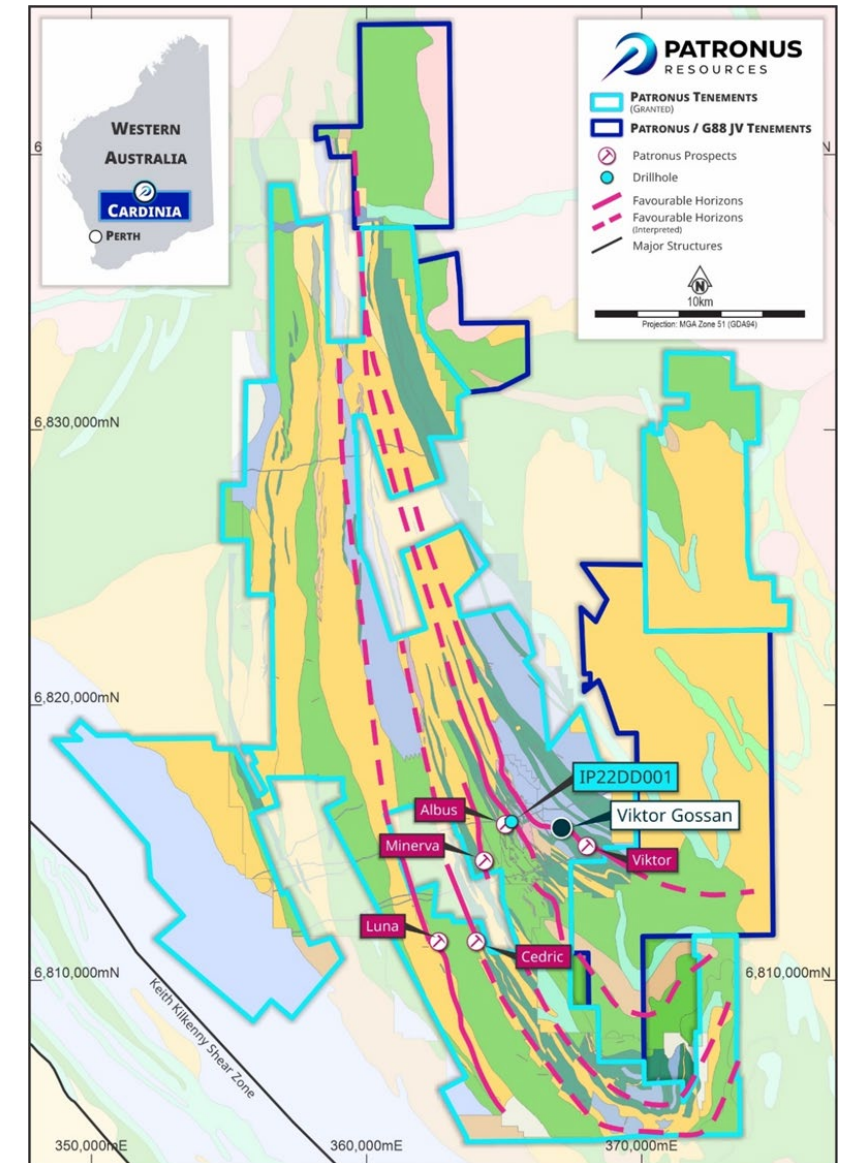 WESTERN
AUSTRALIA
CARDINIA
PERTH
PATRONUS
RESOURCES
PATRONUS TENEMENTS
(GRANTED)
PATRONUS / G88 JV TENEMENTS
Patronus Prospects
Drillhole
Favourable Horizons
Favourable Horizons
(Interpreted)
Major Structures
N
10km
Projection: MGA Zone 51 (GDA94)
6,830,000mN
6,820,000mN
IP22DD001
Albus
Viktor Gossan
Minerva
Viktor
Luna
Cedric
6,810,000mN
6,810,000mN
Keith Kilkenny Shear Zone
350,000mE
360,000mE
370,000mE